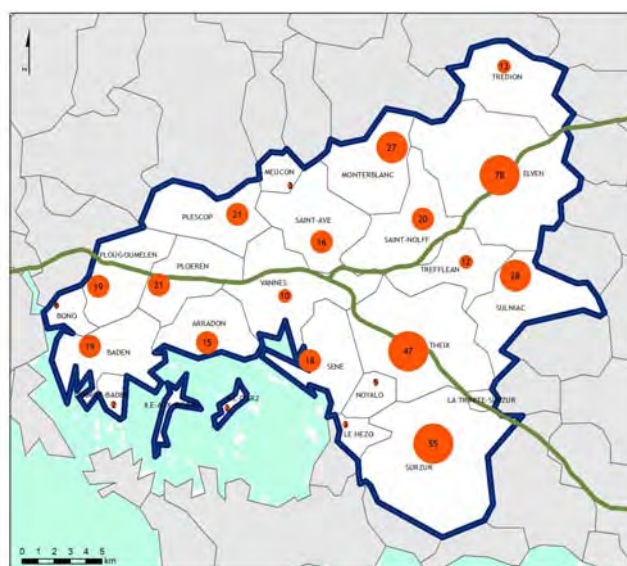 TREDION
27
78
MEUCON
MONTERBLANC
ELVEN
21
20
PLESCOP
SAINT-AVE
16
SAINT-NOLFF
PLOUGOUMELEN
PLOEREN
12
TREFFLEAN
28
19
21
VANNES
10
SULNIAC
BONO
ARRADON
19
BADEN
15
47
THEIX
18
SENE
NOYALO
LA TRINITE-SURZUR
LE HEZO
55
SURZUR
0 1 2 3 4 5
km